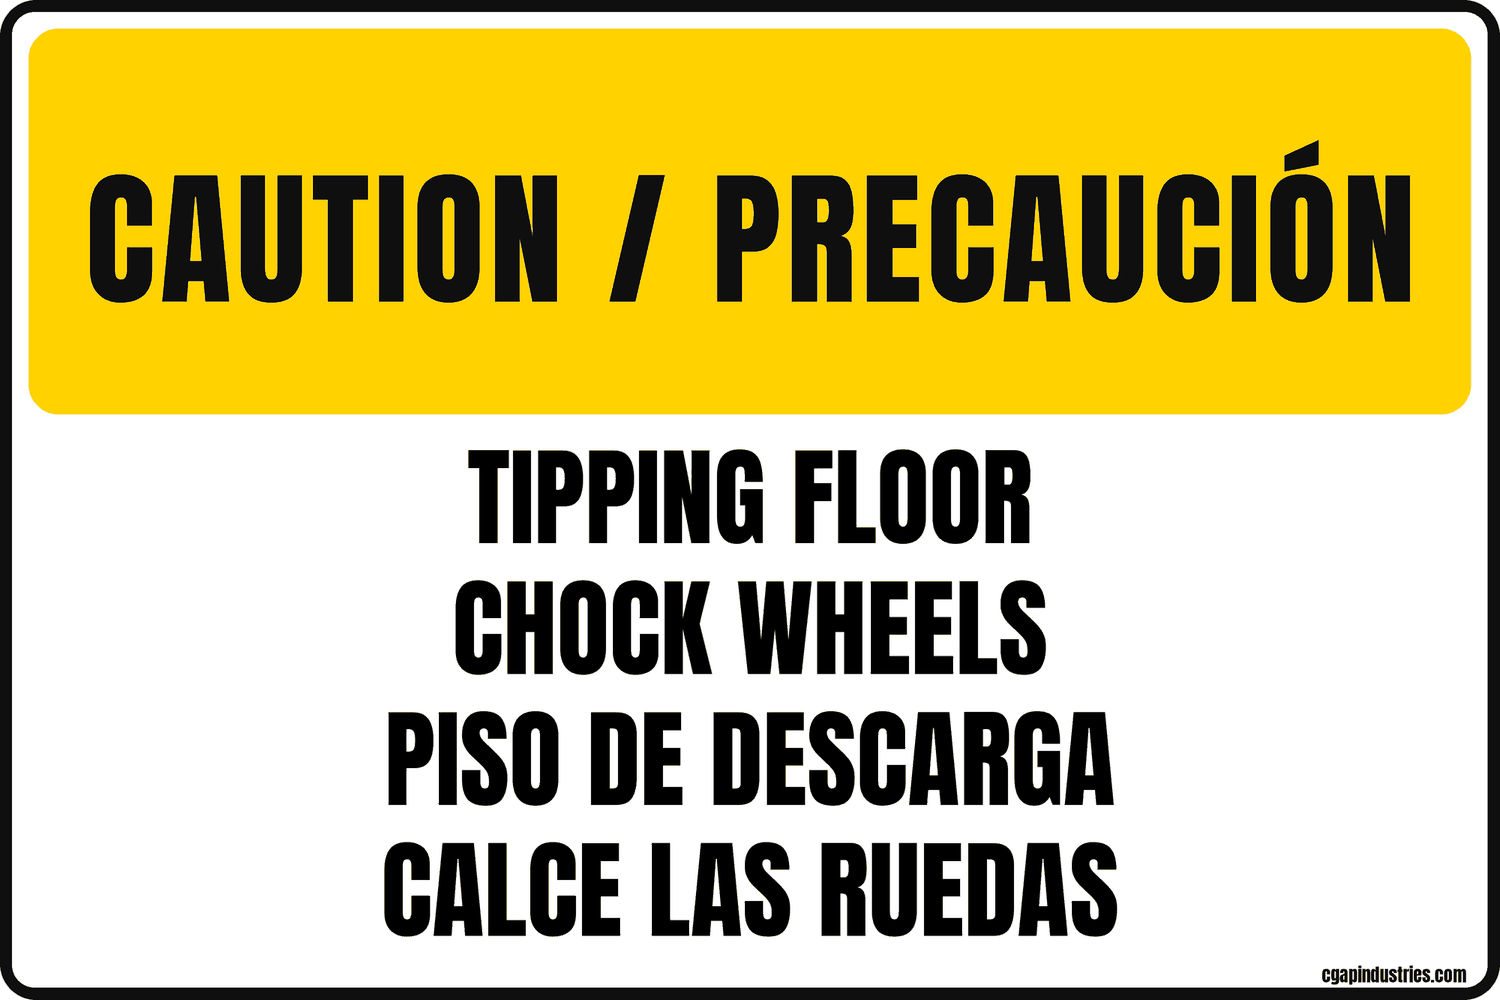 CAUTION / PRECAUCIÓN
TIPPING FLOOR
CHOCK WHEELS
PISO DE DESCARGA
CALCE LAS RUEDAS
cgapindustries.com